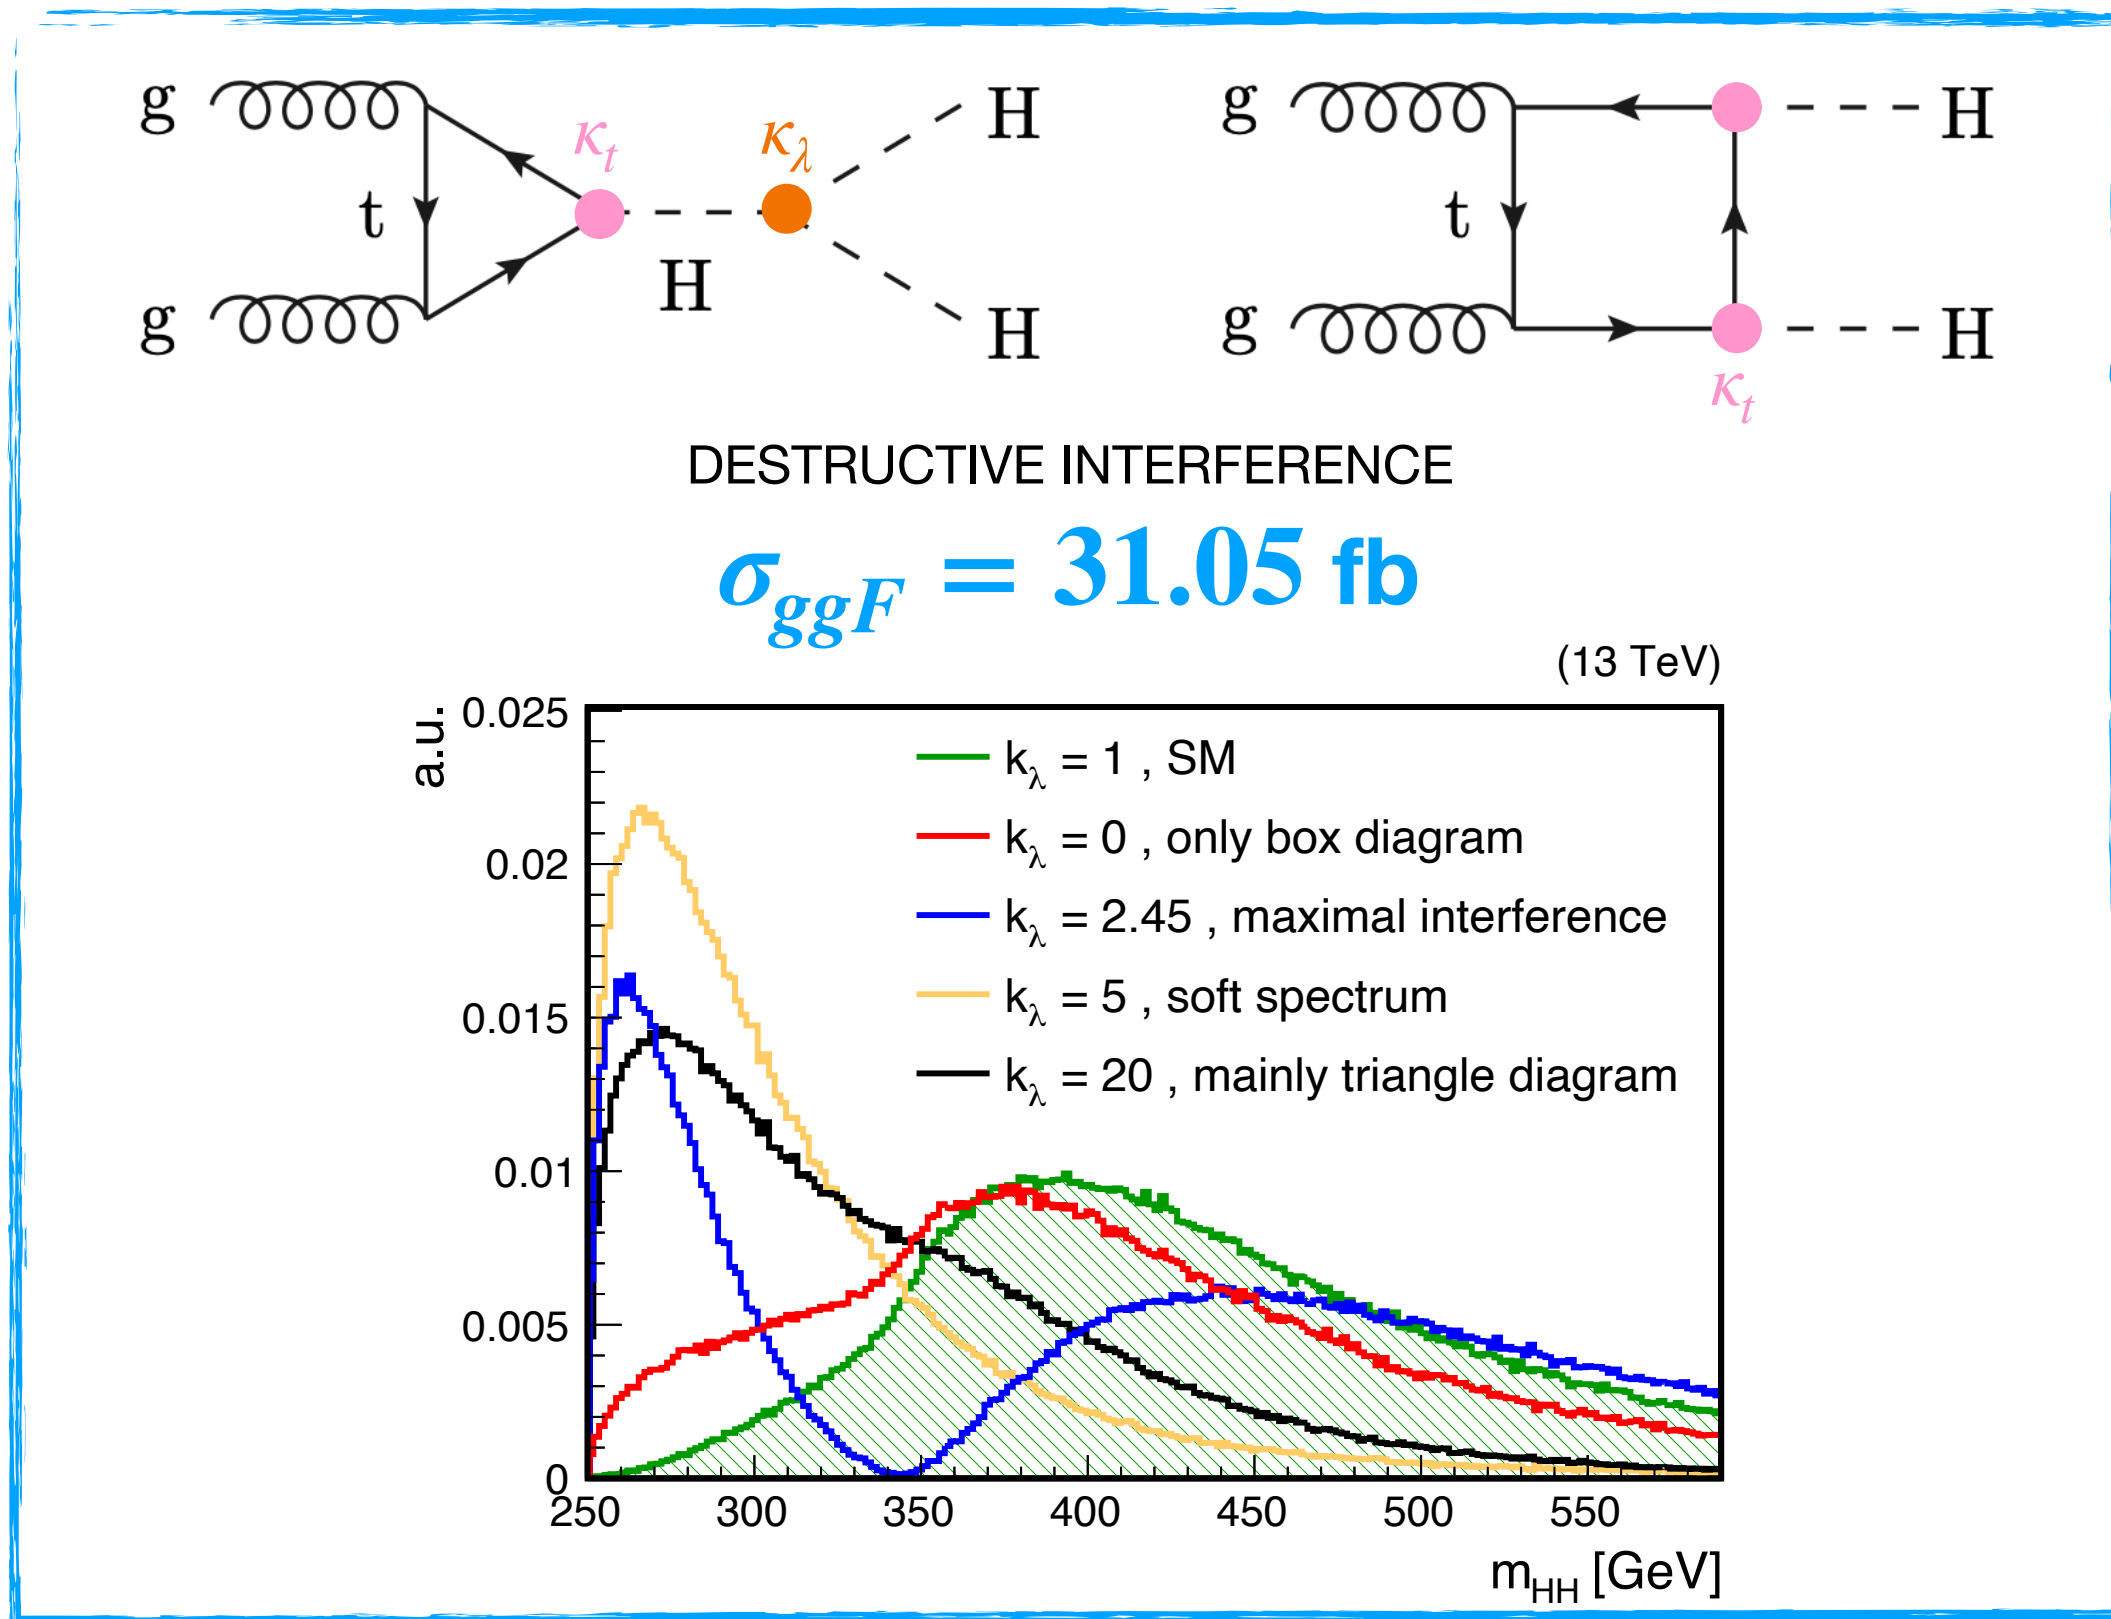 g
κt
κλ
H
t
H
g
H
g
H
t
g
H
κt
DESTRUCTIVE INTERFERENCE
σggF = 31.05 fb
(13 TeV)
a.u.
0.025
0.02
0.015
0.01
0.005
0
kλ = 1 , SM
kλ = 0 , only box diagram
kλ = 2.45 , maximal interference
kλ = 5 , soft spectrum
kλ = 20 , mainly triangle diagram
250 300 350 400 450 500 550
mHH [GeV]